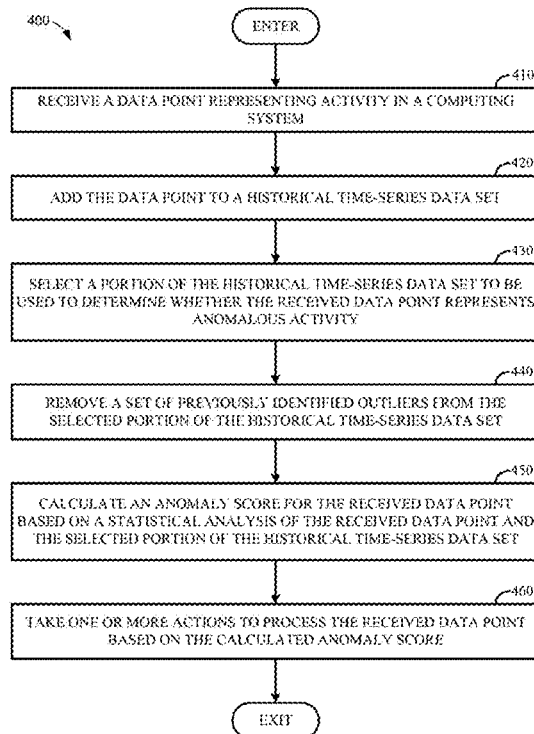 400
ENTER
410
RECEIVE A DATA POINT REPRESENTING ACTIVITY IN A COMPUTING
SYSTEM
420
ADD THE DATA POINT TO A HISTORICAL TIME-SERIES DATA SET
430
SELECT A PORTION OF THE HISTORICAL TIME-SERIES DATA SET TO BE
USED TO DETERMINE WHETHER THE RECEIVED DATA POINT REPRESENTS
ANOMALOUS ACTIVITY
440
REMOVE A SET OF PREVIOUSLY IDENTIFIED OUTLIERS FROM THE
SELECTED PORTION OF THE HISTORICAL TIME-SERIES DATA SET
450
CALCULATE AN ANOMALY SCORE FOR THE RECEIVED DATA POINT
BASED ON A STATISTICAL ANALYSIS OF THE RECEIVED DATA POINT AND
THE SELECTED PORTION OF THE HISTORICAL TIME-SERIES DATA SET
460
TAKE ONE OR MORE ACTIONS TO PROCESS THE RECEIVED DATA POINT
BASED ON THE CALCULATED ANOMALY SCORE
EXIT